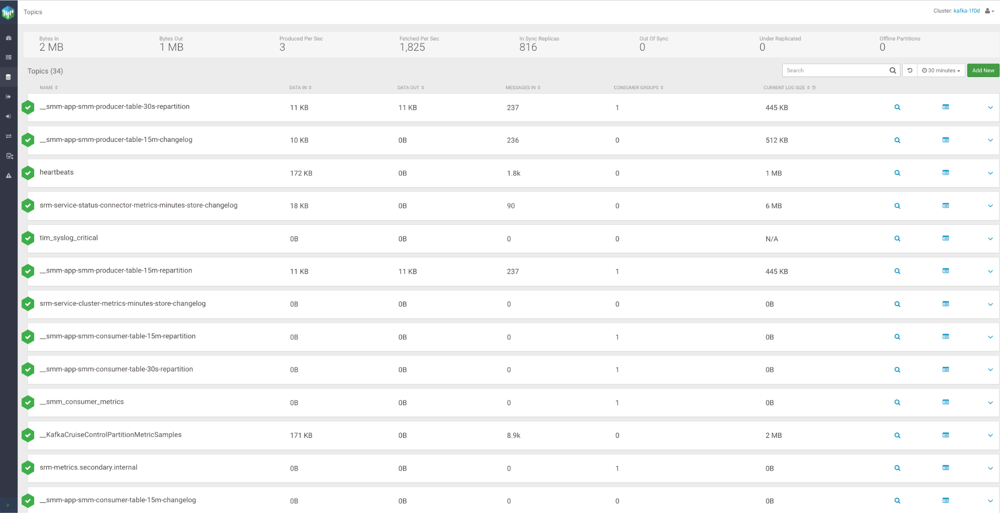 Topics
Cluster: kafka-1f0d
Bytes In Bytes Out Produced Per Sec Fetched Per Sec In Sync Replicas Out Of Sync Under Replicated Offline Partitions
2 MB 1 MB 3 1,825 816 0 0 0
Topics (34)
Search 30 minutes Add New
NAME DATA IN DATA OUT MESSAGES IN CONSUMER GROUPS CURRENT LOG SIZE
__smm-app-smm-producer-table-30s-repartition 11 KB 11 KB 237 1 445 KB
__smm-app-smm-producer-table-15m-changelog 10 KB 0B 236 0 512 KB
heartbeats 172 KB 0B 1.8k 0 1 MB
srm-service-status-connector-metrics-minutes-store-changelog 18 KB 0B 90 0 6 MB
tim_syslog_critical 0B 0B 0 0 N/A
__smm-app-smm-producer-table-15m-repartition 11 KB 11 KB 237 1 445 KB
srm-service-cluster-metrics-minutes-store-changelog 0B 0B 0 0 0B
__smm-app-smm-consumer-table-15m-repartition 0B 0B 0 1 0B
__smm-app-smm-consumer-table-30s-repartition 0B 0B 0 1 0B
__smm_consumer_metrics 0B 0B 0 1 0B
__KafkaCruiseControlPartitionMetricSamples 171 KB 0B 8.9k 0 2 MB
srm-metrics.secondary.internal 0B 0B 0 1 0B
__smm-app-smm-consumer-table-15m-changelog 0B 0B 0 0 0B